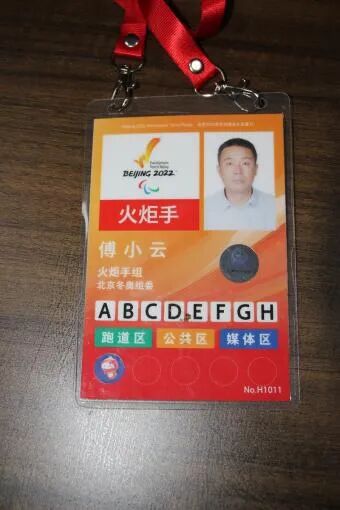 BEIJING 2022
火炬手
傅小云
火炬手组
北京冬奥组委
ABCDEFGH
跑道区 公共区 媒体区
No.H1011